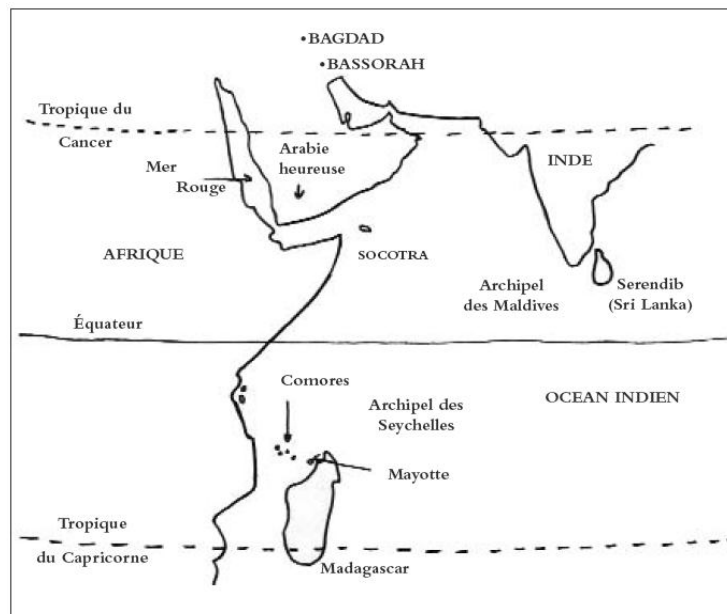 •BAGDAD
•BASSORAH
Tropique du
Cancer
Arabie
heureuse
Mer
Rouge
INDE
AFRIQUE
SOCOTRA
Archipel
des Maldives
Serendib
(Sri Lanka)
Équateur
Comores
Archipel des
Seychelles
OCEAN INDIEN
Mayotte
Tropique
du Capricorne
Madagascar